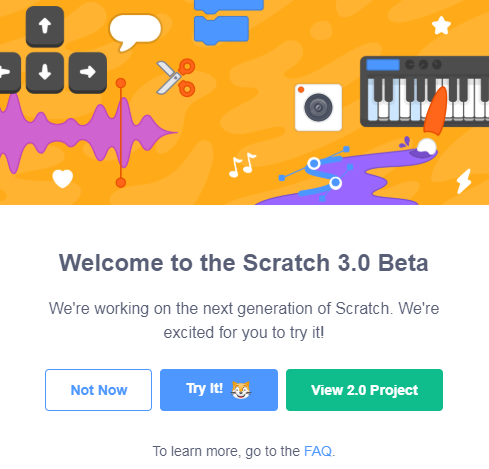 Welcome to the Scratch 3.0 Beta
We're working on the next generation of Scratch. We're
excited for you to try it!
Not Now
Try It!
View 2.0 Project
To learn more, go to the FAQ.